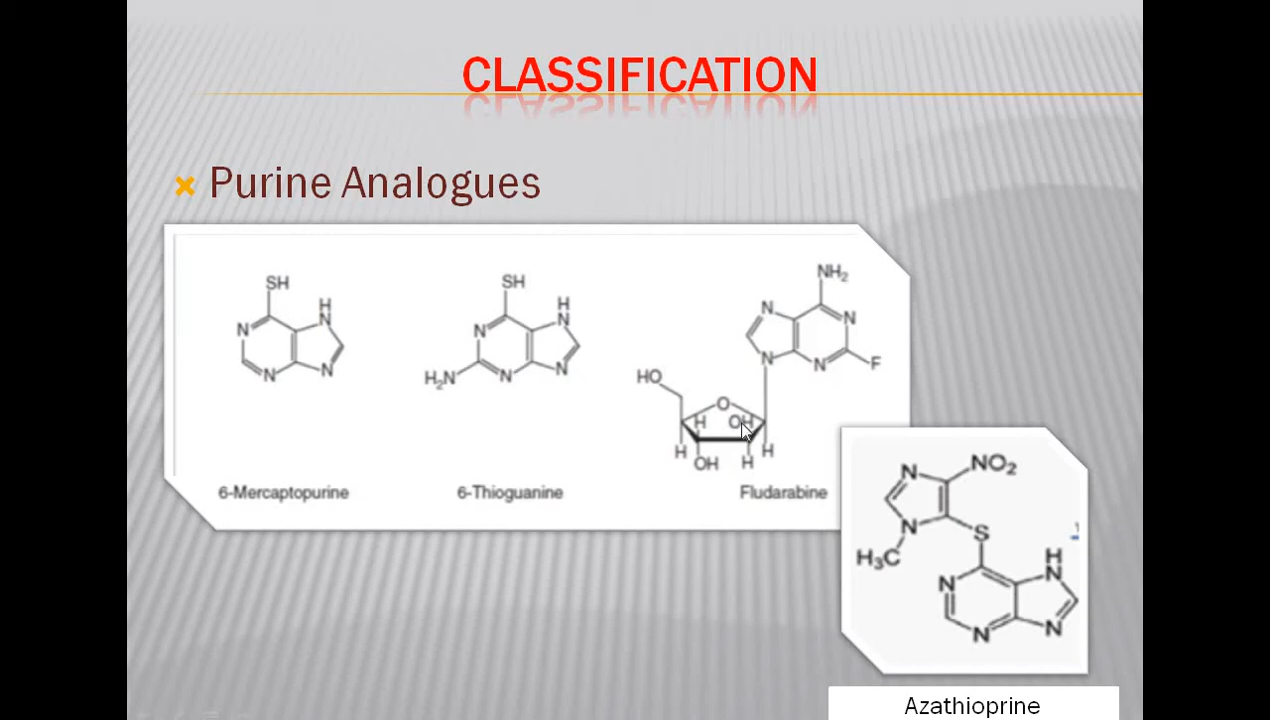 CLASSIFICATION
Purine Analogues
SH
H
N
N
N
N
6-Mercaptopurine
SH
H
N
N
H₂N
N
N
6-Thioguanine
NH₂
N
N
N
N
F
HO
O
H
OH
H
H
OH
H
Fludarabine
N
NO₂
N
S
H₃C
H
N
N
N
N
Azathioprine